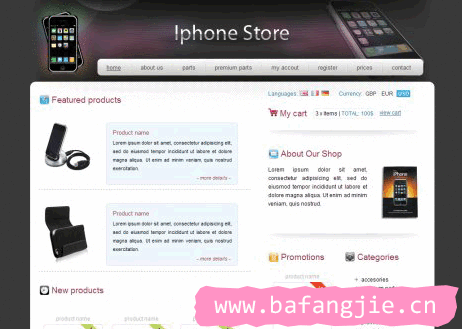 Iphone Store
home about us parts premium parts my accout register prices contact
Featured products
Languages: Currency: GBP EUR USD
My cart 3 x items | TOTAL: 100$ view cart
Product name
Lorem ipsum dolor sit amet, consectetur adipisicing elit,
sed do eiusmod tempor incididunt ut labore et dolore
magna aliqua. Ut enim ad minim veniam, quis nostrud
exercitation.
- more details -
About Our Shop
Lorem ipsum dolor sit
amet, consectetur adipisicing
elit, sed do eiusmod tempor
incididunt ut labore et dolore
magna aliqua. Ut enim ad minim
veniam, quis nostrud.
iPhone
Product name
Lorem ipsum dolor sit amet, consectetur adipisicing elit,
sed do eiusmod tempor incididunt ut labore et dolore
magna aliqua. Ut enim ad minim veniam, quis nostrud
exercitation.
- more details -
Promotions Categories
product name accesories
New products
product name product name product name
www.bafangjie.cn